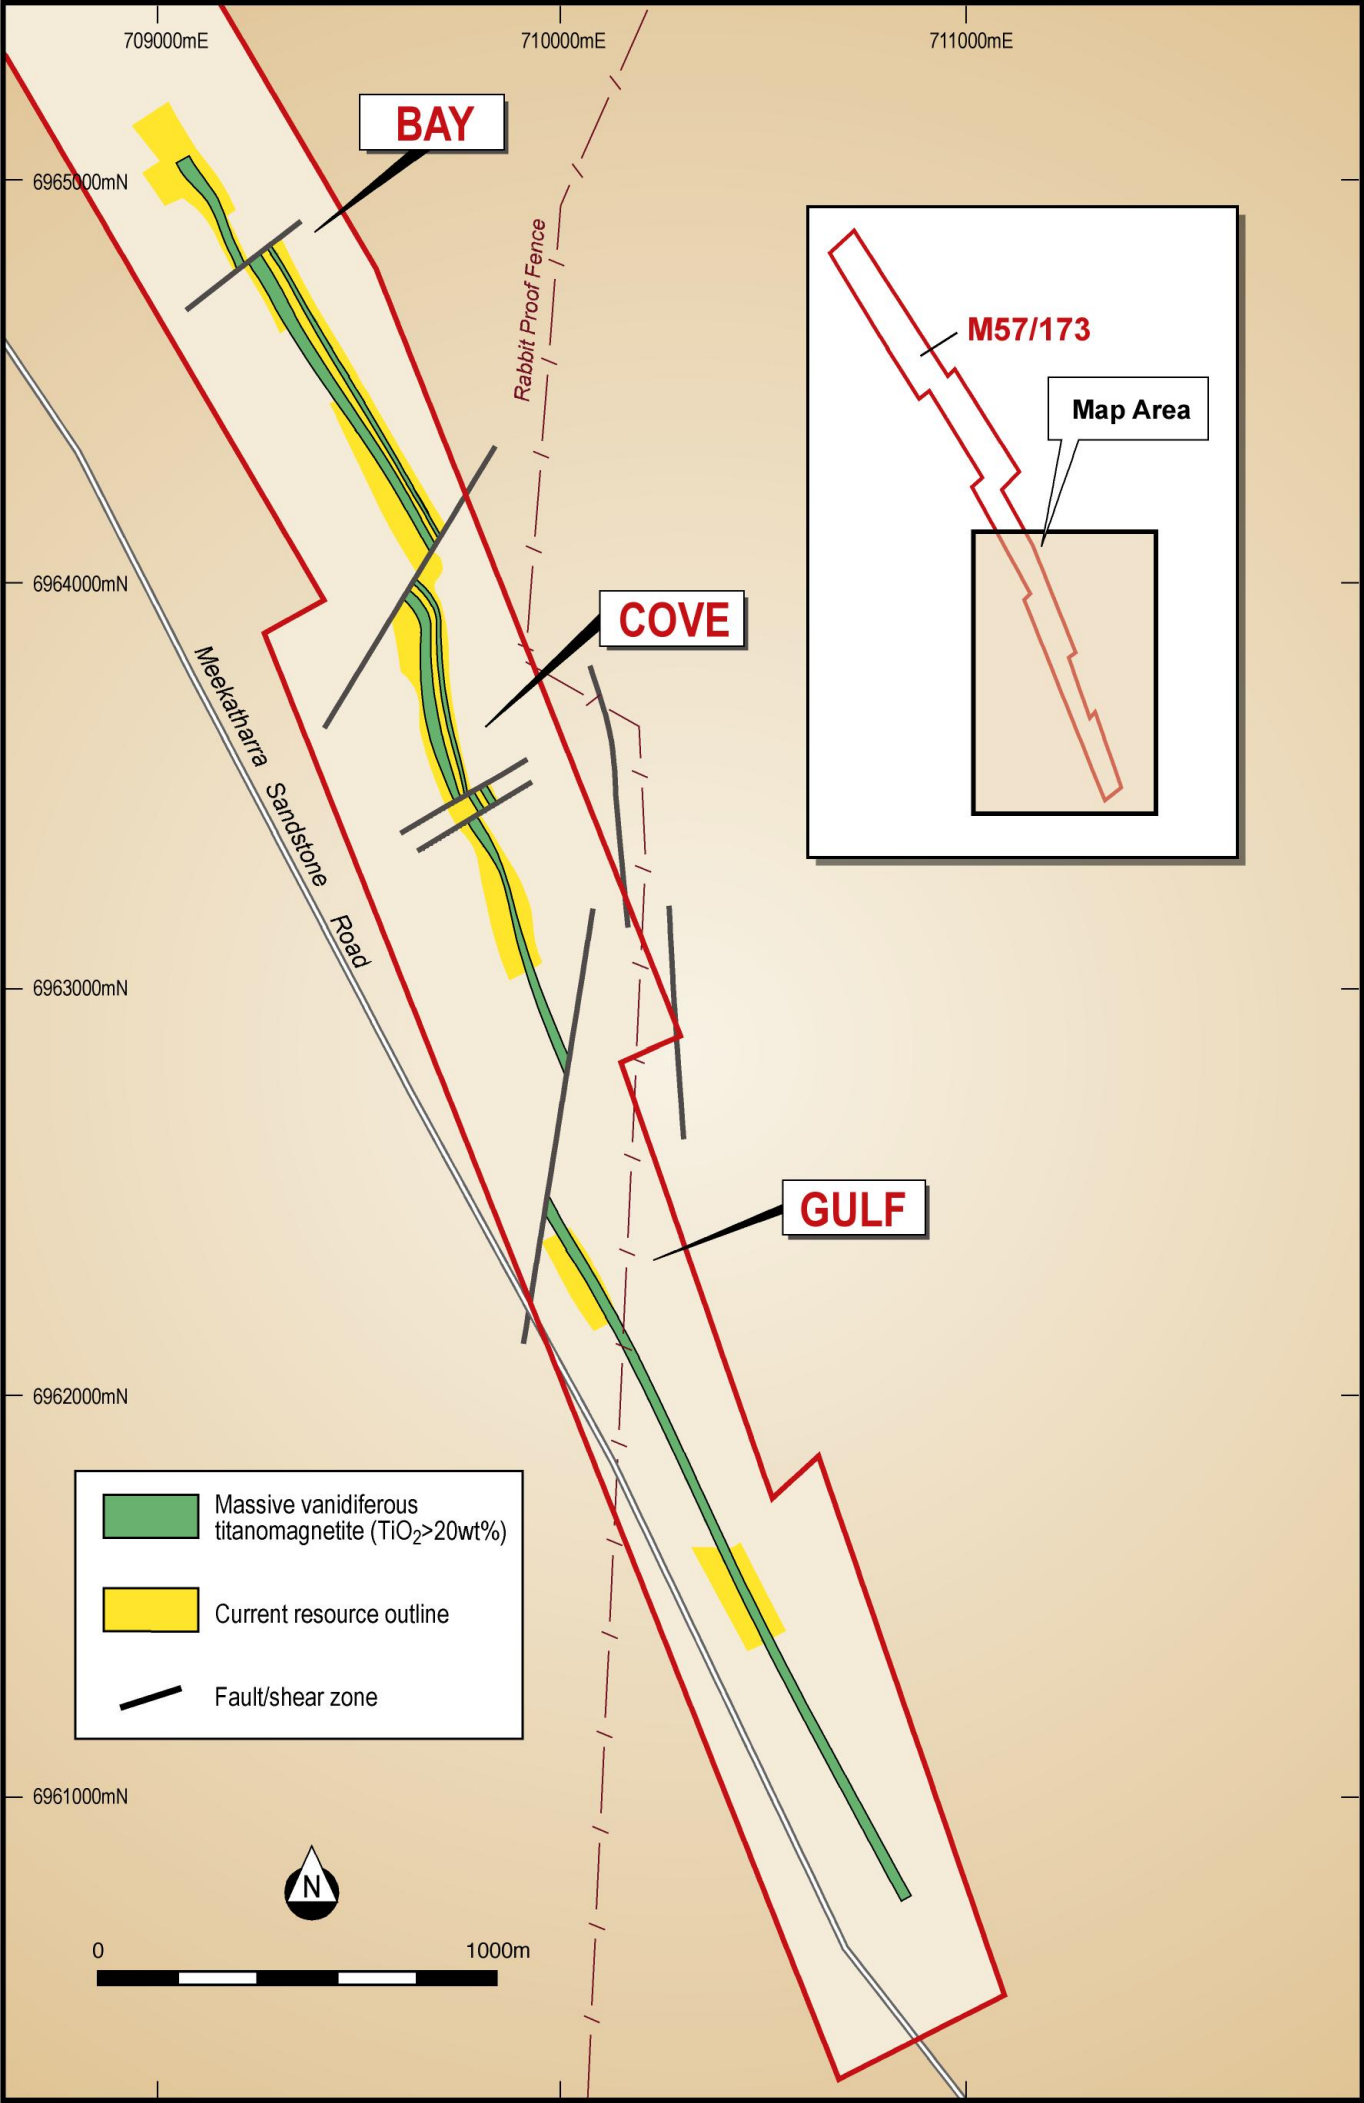 709000mE
710000mE
711000mE
BAY
6965000mN
Rabbit Proof Fence
M57/173
Map Area
6964000mN
COVE
Meekatharra Sandstone Road
6963000mN
GULF
6962000mN
Massive vanidiferous
titanomagnetite (TiO₂>20wt%)
Current resource outline
Fault/shear zone
6961000mN
N
0 1000m